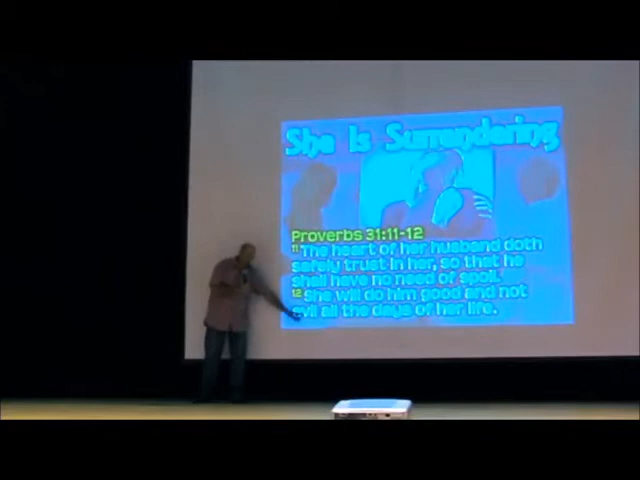 She Is Surrendering
Proverbs 31:11-12
11 The heart of her husband doth
safely trust in her, so that he
shall have no need of spoil.
12 She will do him good and not
evil all the days of her life.